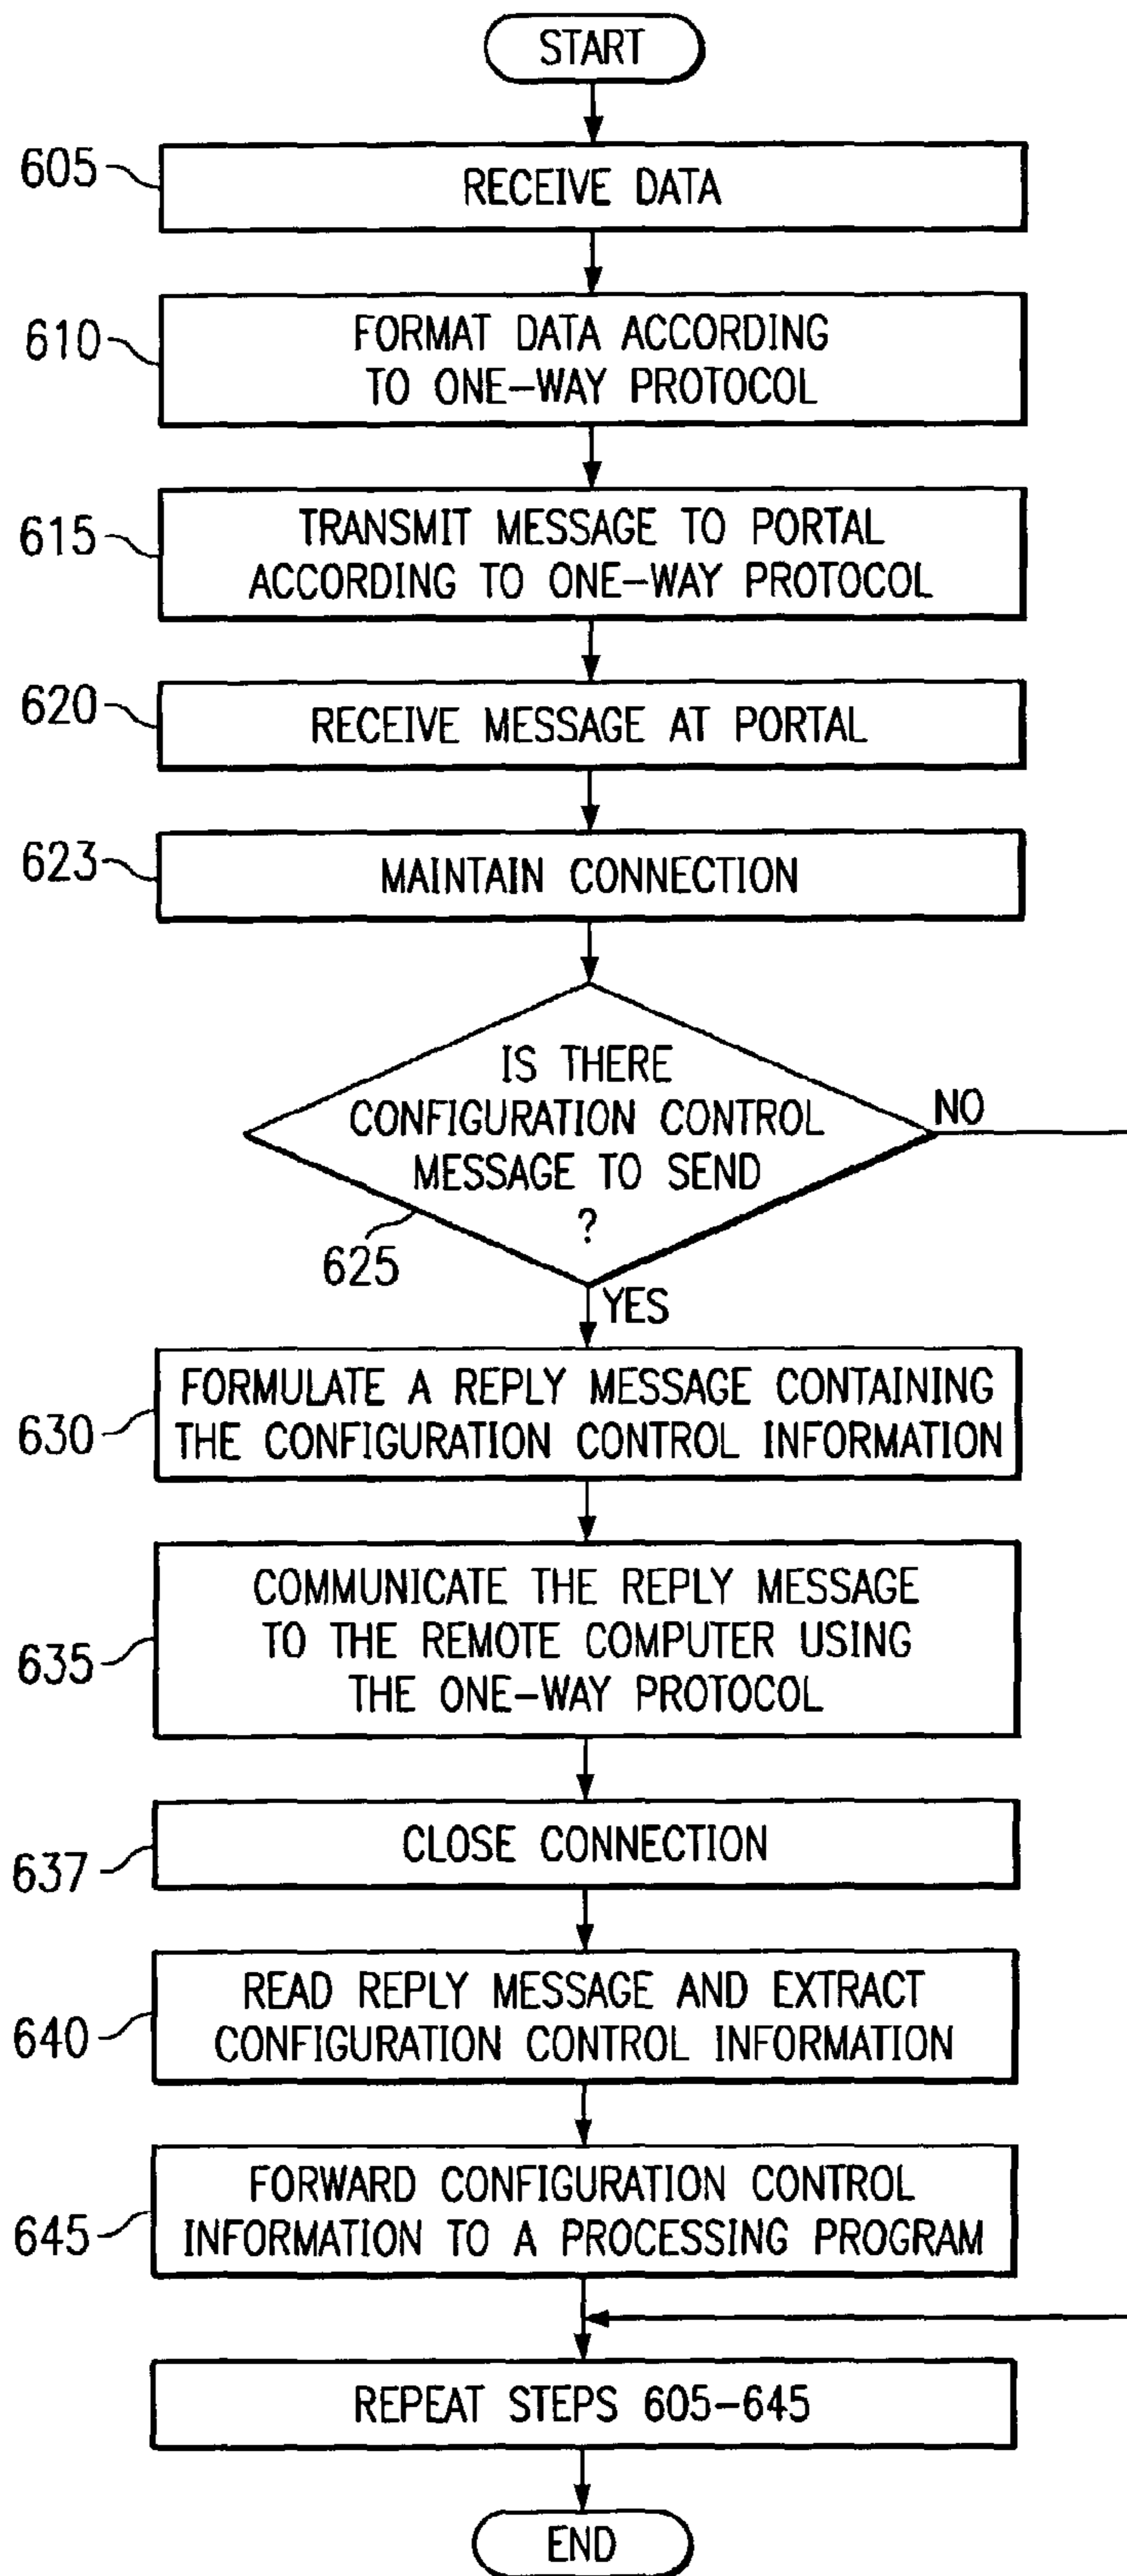 START
605
RECEIVE DATA
610
FORMAT DATA ACCORDING
TO ONE-WAY PROTOCOL
615
TRANSMIT MESSAGE TO PORTAL
ACCORDING TO ONE-WAY PROTOCOL
620
RECEIVE MESSAGE AT PORTAL
623
MAINTAIN CONNECTION
IS THERE
CONFIGURATION CONTROL
MESSAGE TO SEND
?
NO
625
YES
630
FORMULATE A REPLY MESSAGE CONTAINING
THE CONFIGURATION CONTROL INFORMATION
635
COMMUNICATE THE REPLY MESSAGE
TO THE REMOTE COMPUTER USING
THE ONE-WAY PROTOCOL
637
CLOSE CONNECTION
640
READ REPLY MESSAGE AND EXTRACT
CONFIGURATION CONTROL INFORMATION
645
FORWARD CONFIGURATION CONTROL
INFORMATION TO A PROCESSING PROGRAM
REPEAT STEPS 605-645
END